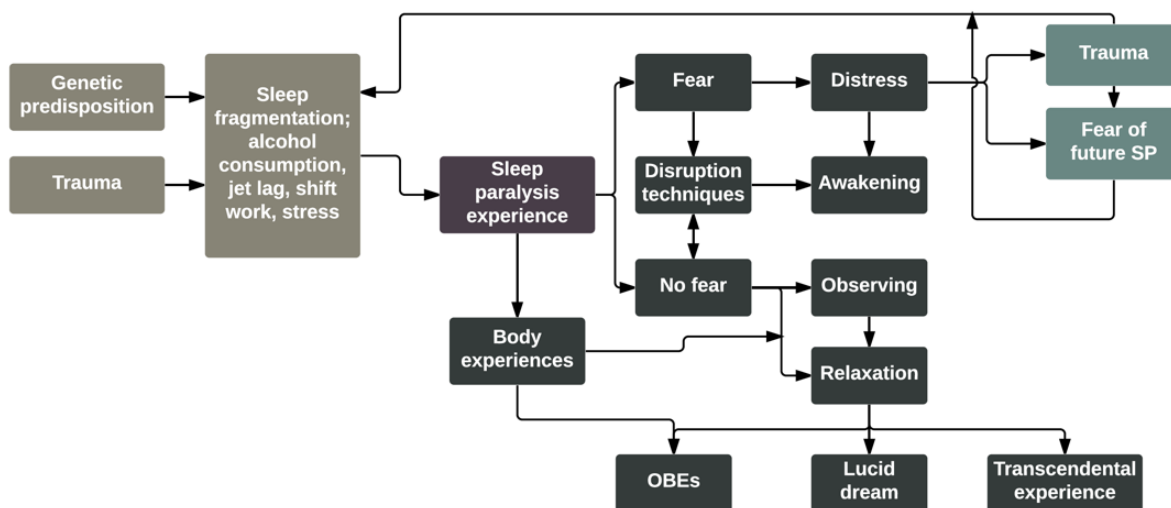 Genetic
predisposition
Trauma
Sleep
fragmentation;
alcohol
consumption,
jet lag, shift
work, stress
Sleep
paralysis
experience
Body
experiences
Fear
Disruption
techniques
No fear
Distress
Awakening
Observing
Relaxation
Trauma
Fear of
future SP
OBEs
Lucid
dream
Transcendental
experience